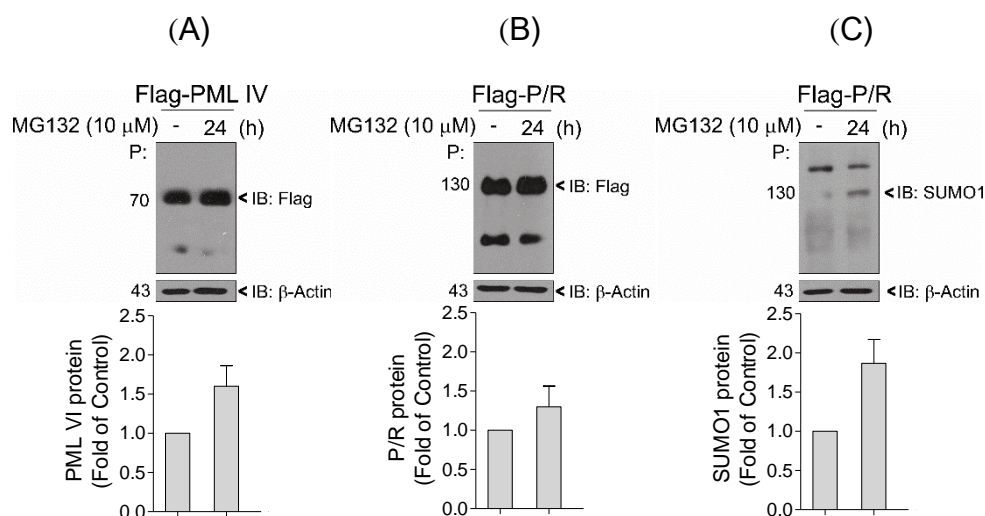 (A)
Flag-PML IV
MG132 (10 μM) - 24 (h)
P:
70
IB: Flag
43
IB: β-Actin
PML VI protein
(Fold of Control)
2.5
2.0
1.5
1.0
0.5
0.0
(B)
Flag-P/R
MG132 (10 μM) - 24 (h)
P:
130
IB: Flag
43
IB: β-Actin
P/R protein
(Fold of Control)
2.5
2.0
1.5
1.0
0.5
0.0
(C)
Flag-P/R
MG132 (10 μM) - 24 (h)
P:
130
IB: SUMO1
43
IB: β-Actin
SUMO1 protein
(Fold of Control)
2.5
2.0
1.5
1.0
0.5
0.0